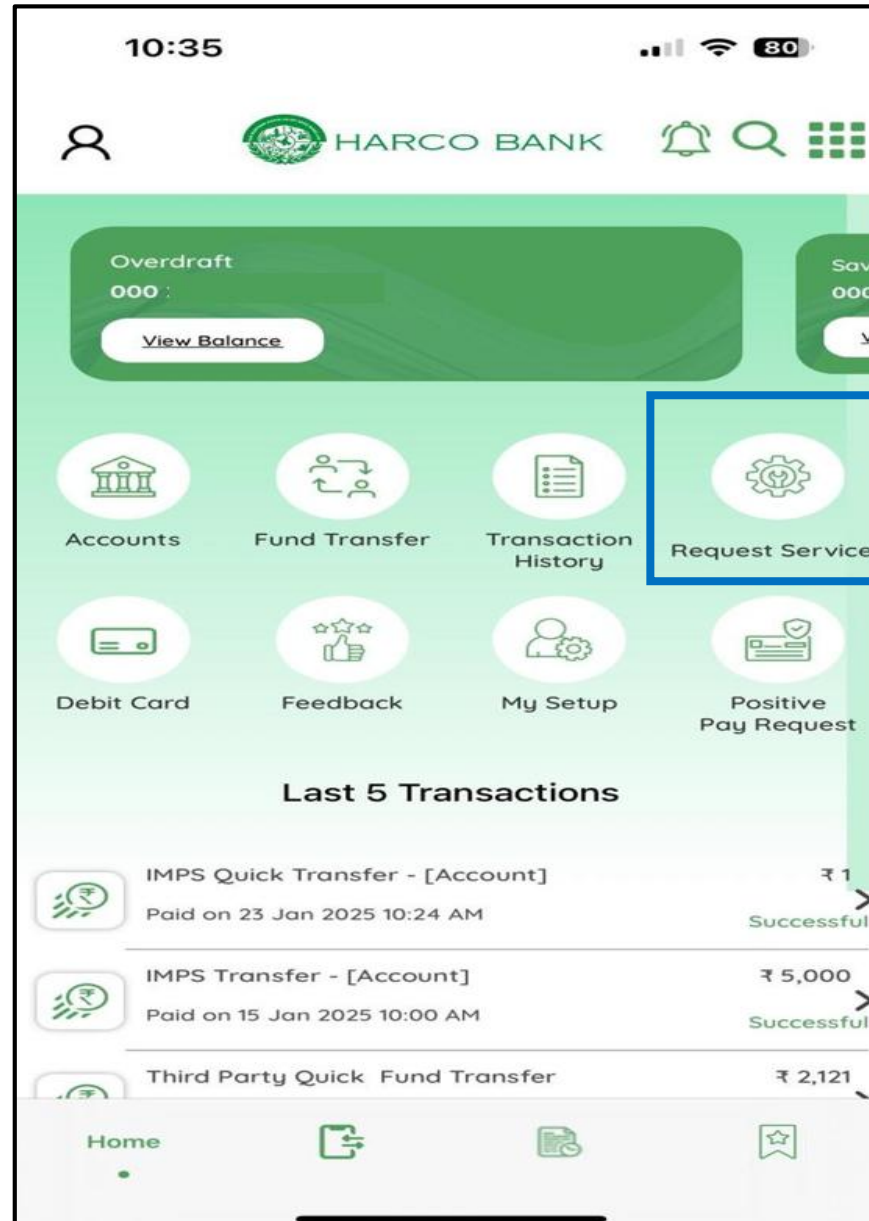 10:35
80
HARCO BANK
Overdraft
000
View Balance
Sav
000
V
Accounts
Fund Transfer
Transaction
History
Request Service
Debit Card
Feedback
My Setup
Positive
Pay Request
Last 5 Transactions
IMPS Quick Transfer - [Account]
₹ 1
Paid on 23 Jan 2025 10:24 AM
Successful
IMPS Transfer - [Account]
₹ 5,000
Paid on 15 Jan 2025 10:00 AM
Successful
Third Party Quick Fund Transfer
₹ 2,121
Home